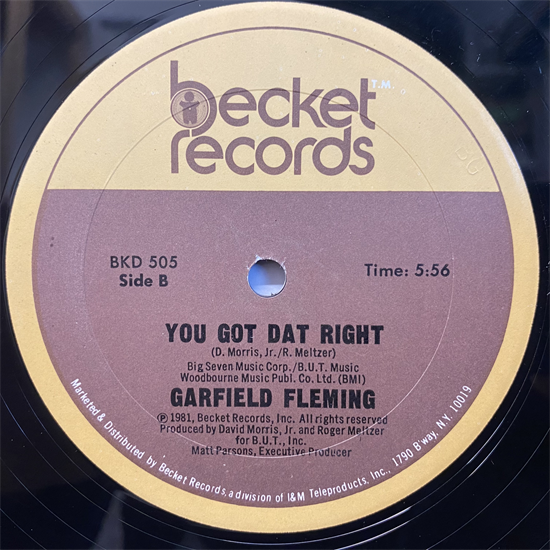 becket T.M.
records
BKD 505
Side B
Time: 5:56
YOU GOT DAT RIGHT
(D. Morris, Jr./R. Meltzer)
Big Seven Music Corp./B.U.T. Music
Woodbourne Music Publ. Co. Ltd. (BMI)
GARFIELD FLEMING
℗ 1981, Becket Records, Inc. All rights reserved
Produced by David Morris, Jr. and Roger Meltzer
for B.U.T., Inc.
Matt Parsons, Executive Producer
Marketed & Distributed by Becket Records, a division of I&M Teleproducts, Inc., 1790 B'way, N.Y. 10019